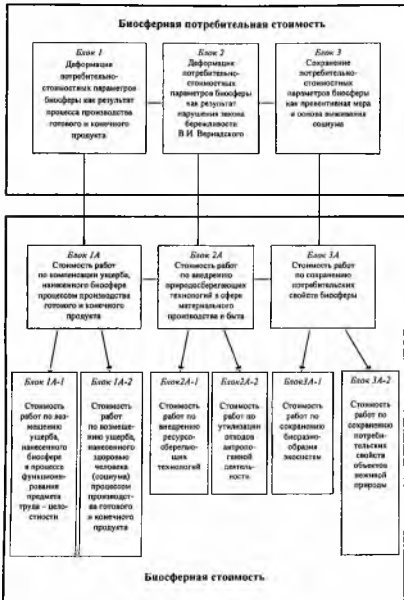 Биосферная потребительная стоимость
Блок 1
Деформация
потребительно-
стоимостных параметров
биосферы как результат
процесса производства
готового и конечного
продукта
Блок 2
Деформация
потребительно-
стоимостных
параметров биосферы
как результат
нарушения закона
бережливости
В.И. Вернадского
Блок 3
Сохранение
потребительно-
стоимостных
параметров биосферы
как превентивная мера
и основа выживания
социума
Блок 1А
Стоимость работ
по компенсации ущерба,
нанесенного биосфере
процессом производства
готового и конечного
продукта
Блок 2А
Стоимость работ
по внедрению
природосберегающих
технологий в сфере
материального
производства и быта
Блок 3А
Стоимость работ
по сохранению
потребительских
свойств биосферы
Блок 1А-1
Стоимость
работ по воз-
мещению
ущерба,
нанесенного
биосфере
в процессе
функциони-
рования
предмета
труда – цело-
стности
Блок 1А-2
Стоимость
работ
по возмеще-
нию ущерба,
нанесенного
здоровью
человека
(социума)
процессом
производст-
ва готового
и конечного
продукта
Блок2А-1
Стоимость
работ по
внедрению
ресурсо-
сберегаю-
щих
технологий
Блок2А-2
Стоимость
работ по
утилизации
отходов
антропо-
генной
деятель-
ности
Блок3А-1
Стоимость
работ по
сохранению
биоразно-
образия
экосистем
Блок 3А-2
Стоимость
работ по
сохранению
потреби-
тельских
свойств
объектов
неживой
природы
Биосферная стоимость